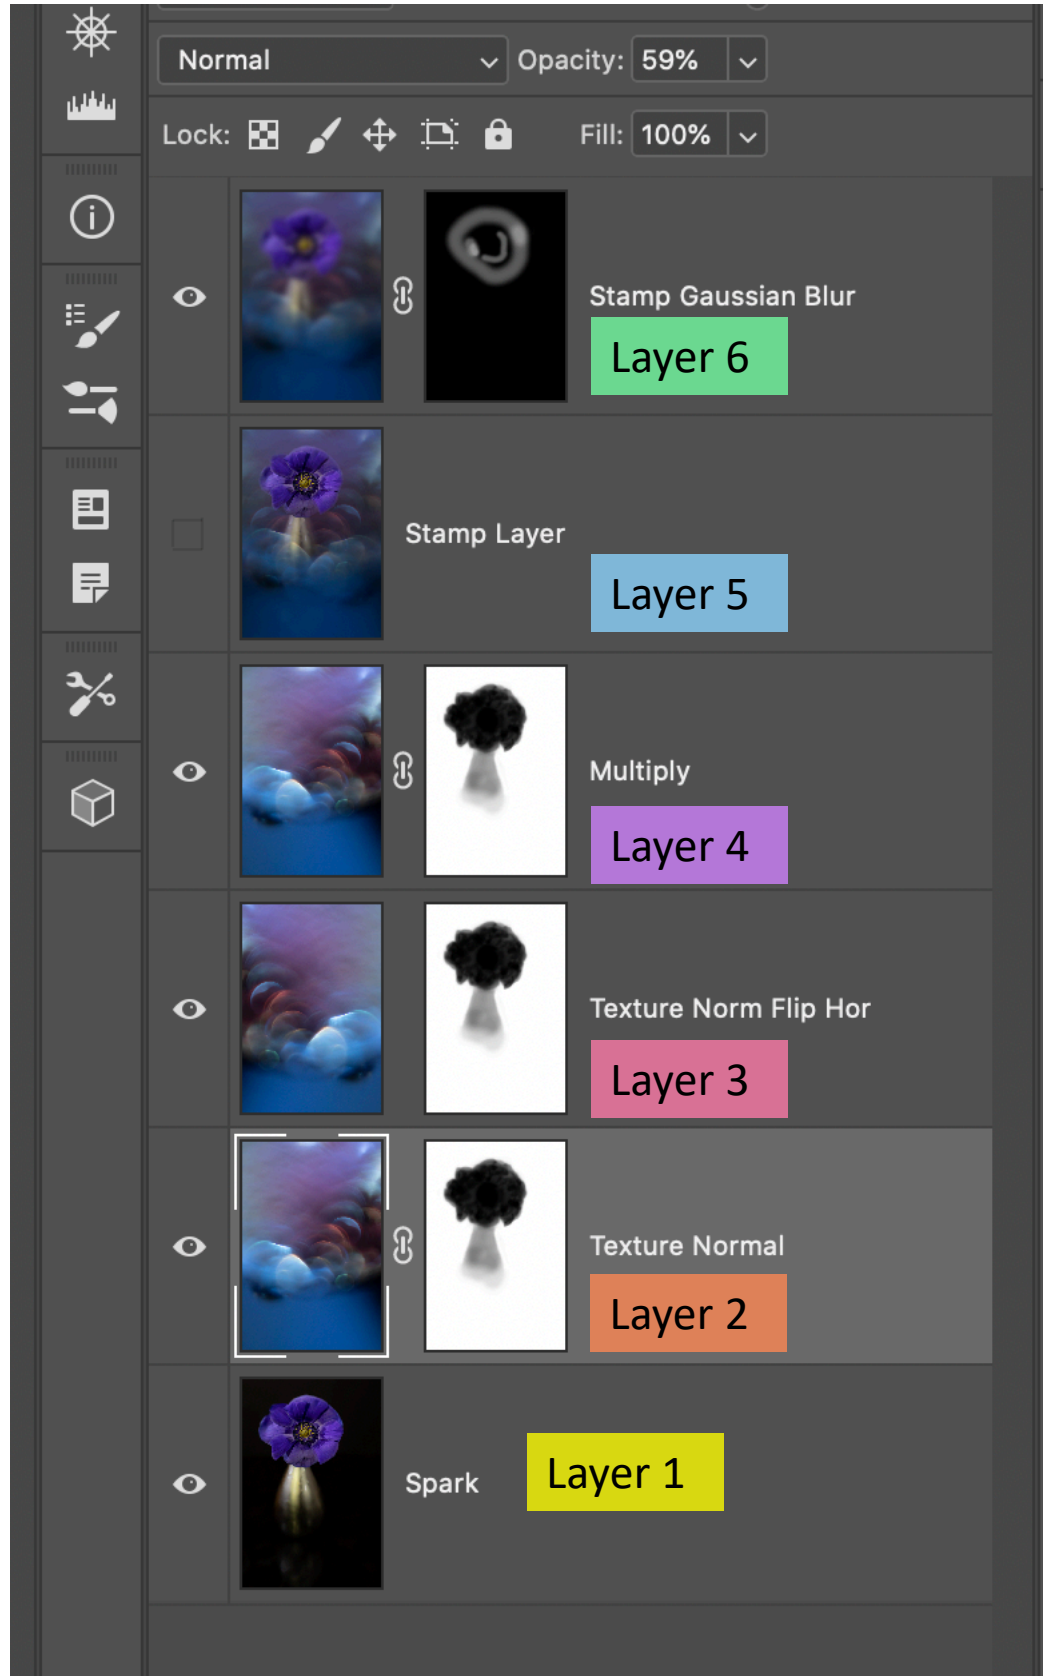 Normal Opacity: 59%
Lock: Fill: 100%
Stamp Gaussian Blur
Layer 6
Stamp Layer
Layer 5
Multiply
Layer 4
Texture Norm Flip Hor
Layer 3
Texture Normal
Layer 2
Spark
Layer 1